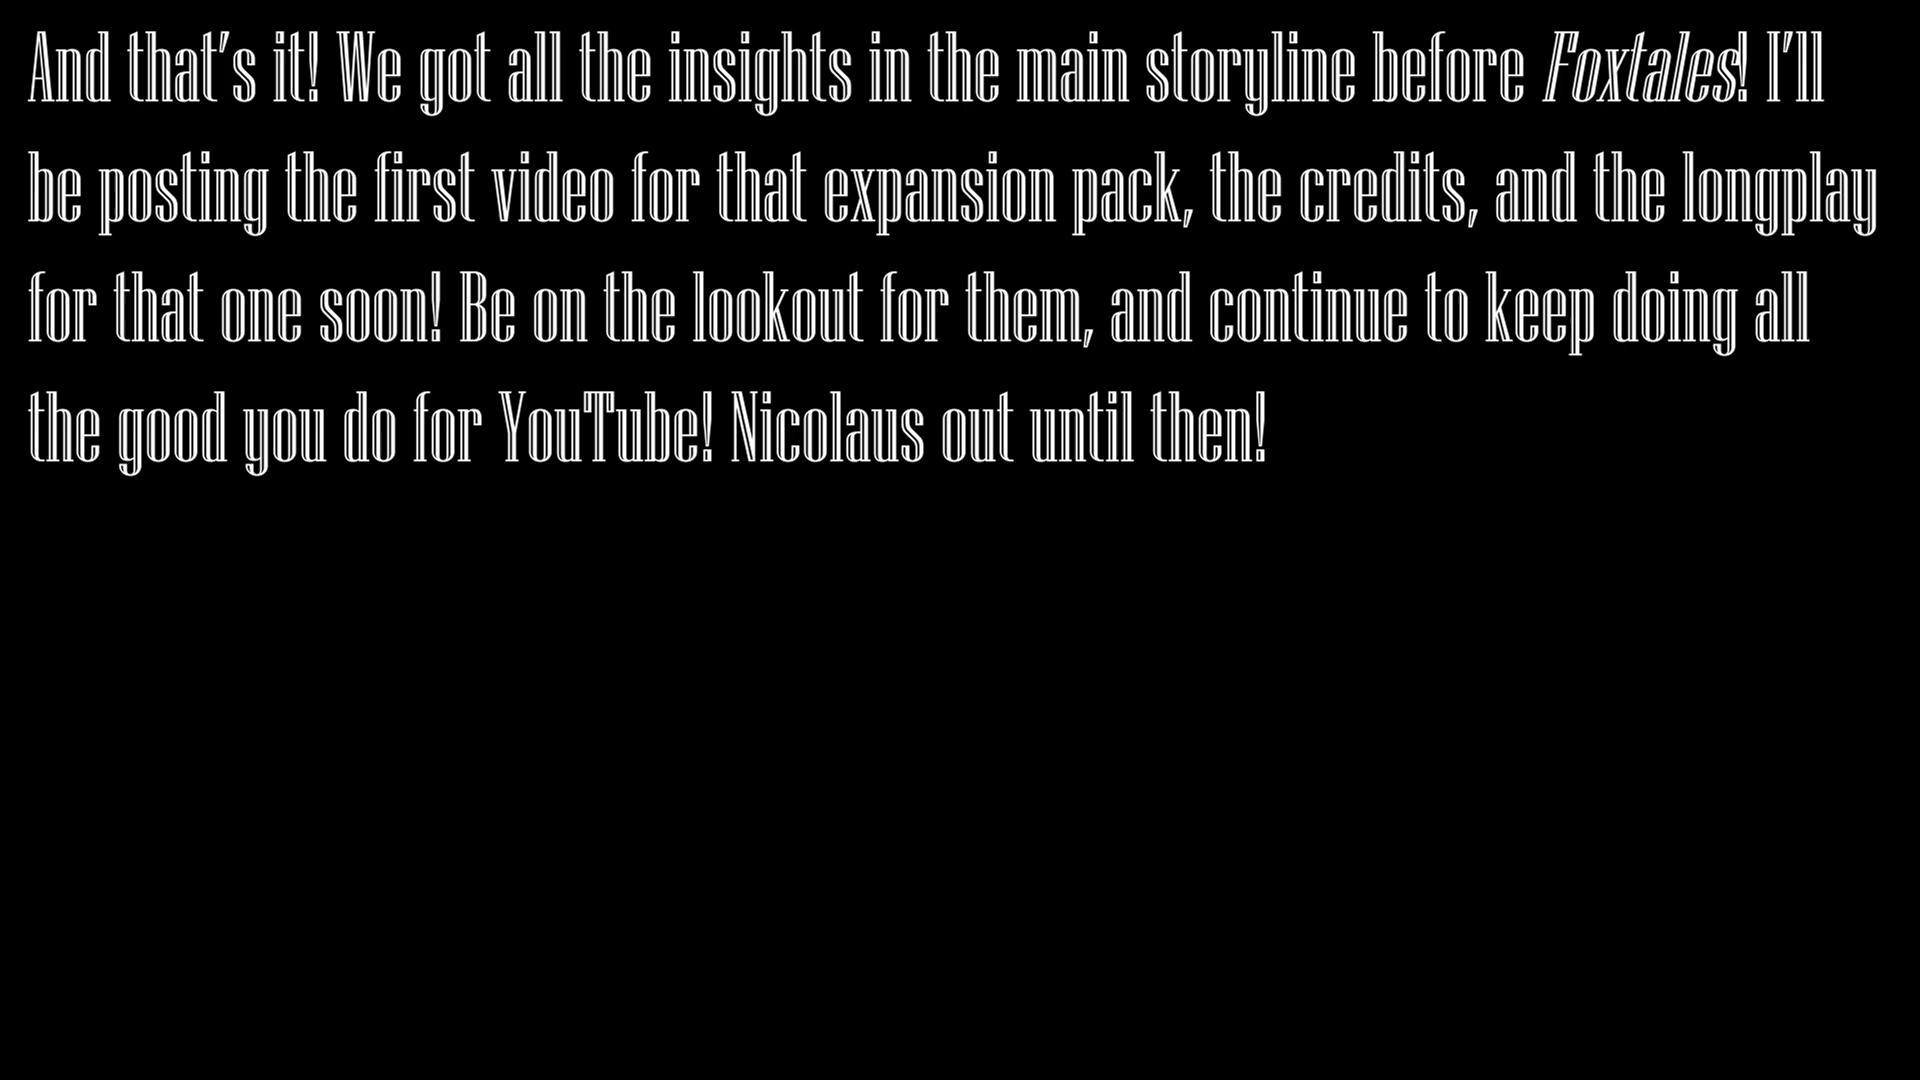 And that's it! We got all the insights in the main storyline before Foxtales! I'll
be posting the first video for that expansion pack, the credits, and the longplay
for that one soon! Be on the lookout for them, and continue to keep doing all
the good you do for YouTube! Nicolaus out until then!